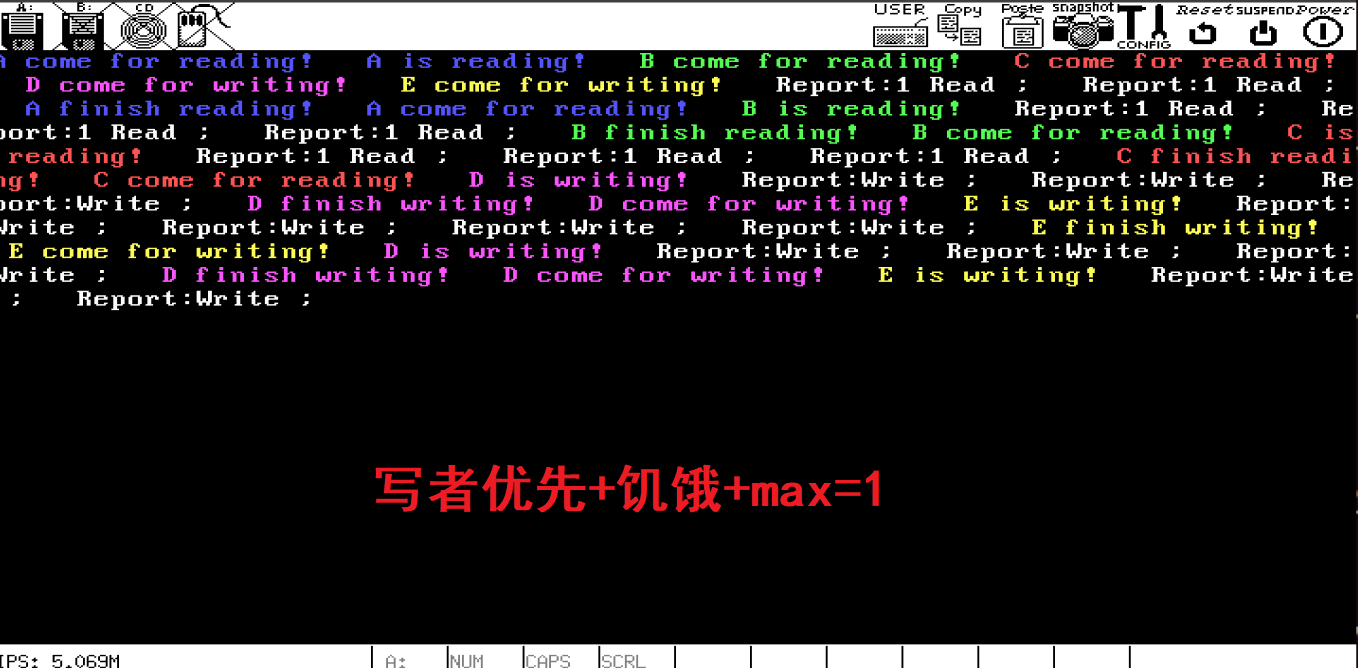 A: B: CD USER Copy Paste snapshot CONFIG Reset SUSPEND Power
A come for reading! A is reading! B come for reading! C come for reading!
D come for writing! E come for writing! Report:1 Read ; Report:1 Read ;
A finish reading! A come for reading! B is reading! Report:1 Read ; Re
port:1 Read ; Report:1 Read ; B finish reading! B come for reading! C is
reading! Report:1 Read ; Report:1 Read ; Report:1 Read ; C finish readi
ng! C come for reading! D is writing! Report:Write ; Report:Write ; Re
port:Write ; D finish writing! D come for writing! E is writing! Report:
Write ; Report:Write ; Report:Write ; Report:Write ; E finish writing!
E come for writing! D is writing! Report:Write ; Report:Write ; Report:
Write ; D finish writing! D come for writing! E is writing! Report:Write
; Report:Write ;
写者优先+饥饿+max=1
IPS: 5.069M A: NUM CAPS SCRL